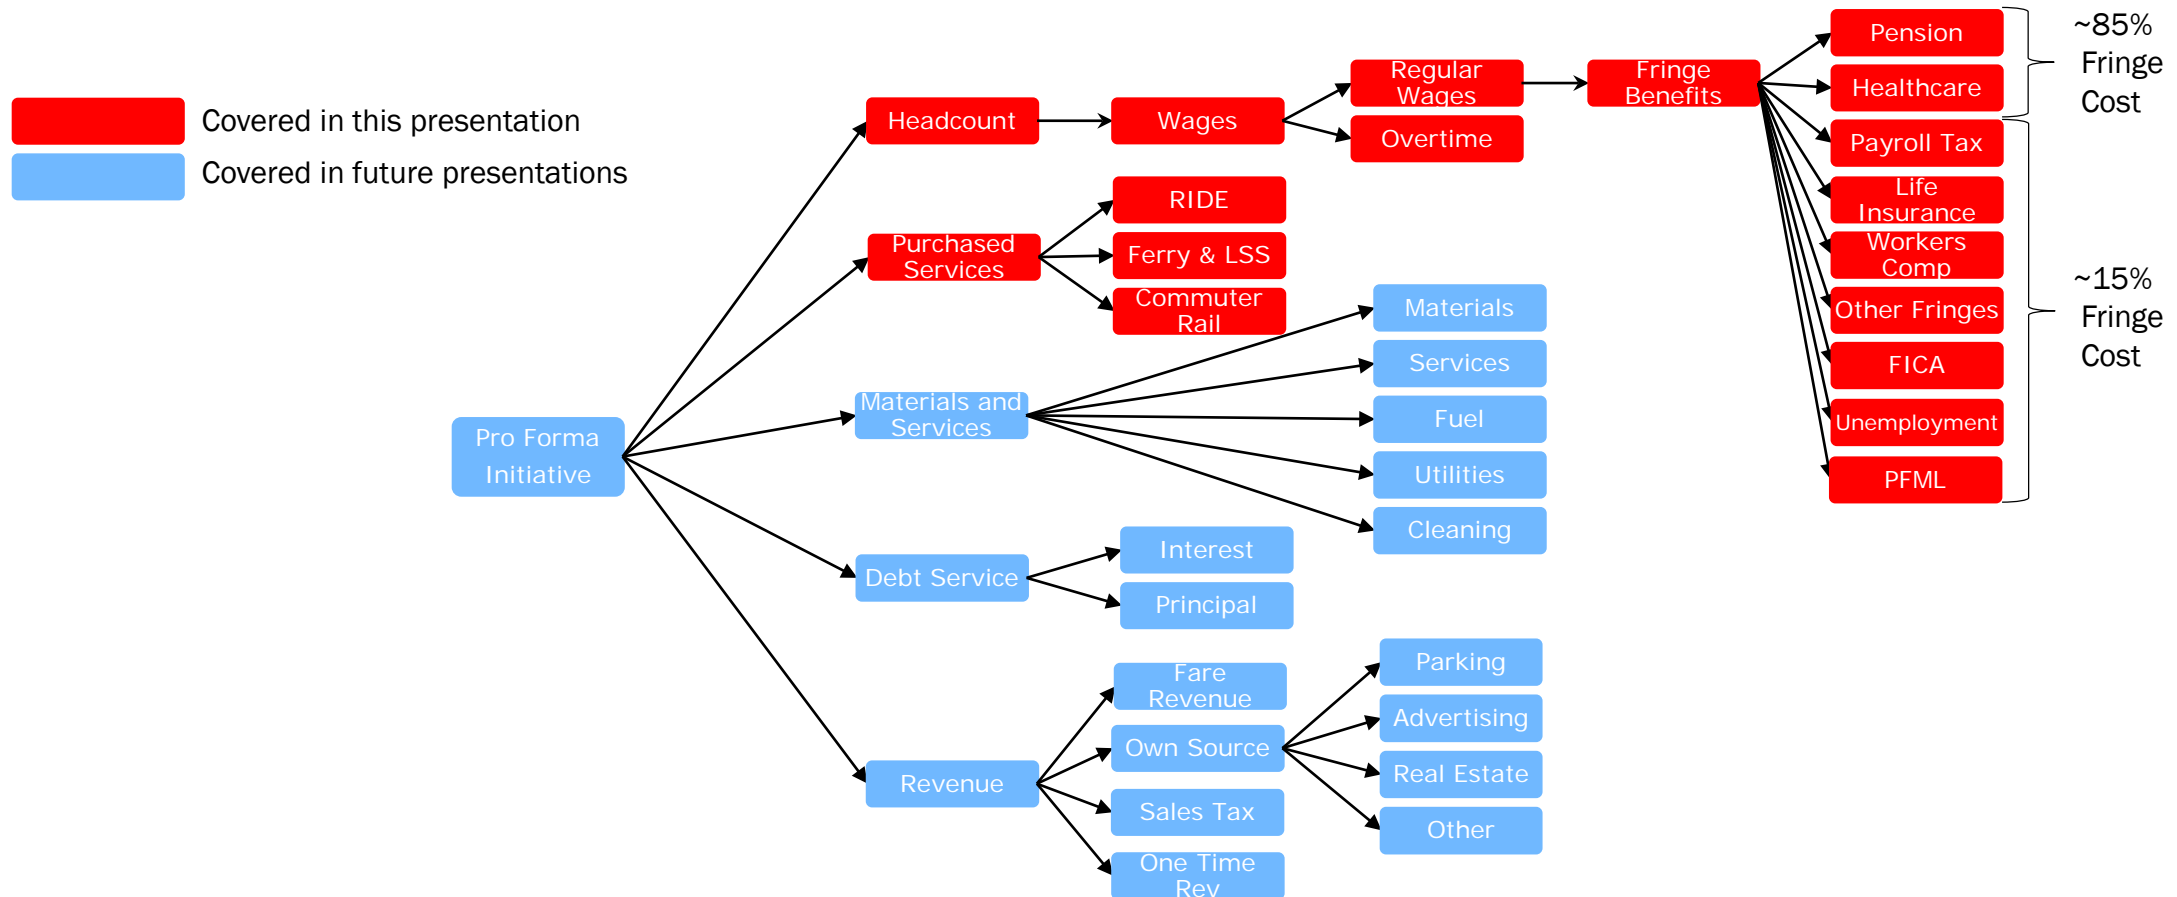 Covered in this presentation
Covered in future presentations
Pro Forma
Initiative
Headcount
Wages
Regular
Wages
Overtime
Fringe
Benefits
Pension
Healthcare
Payroll Tax
Life
Insurance
Workers
Comp
Other Fringes
FICA
Unemployment
PFML
~85%
Fringe
Cost
~15%
Fringe
Cost
Purchased
Services
RIDE
Ferry & LSS
Commuter
Rail
Materials and
Services
Materials
Services
Fuel
Utilities
Cleaning
Debt Service
Interest
Principal
Revenue
Fare
Revenue
Own Source
Sales Tax
One Time
Rev
Parking
Advertising
Real Estate
Other